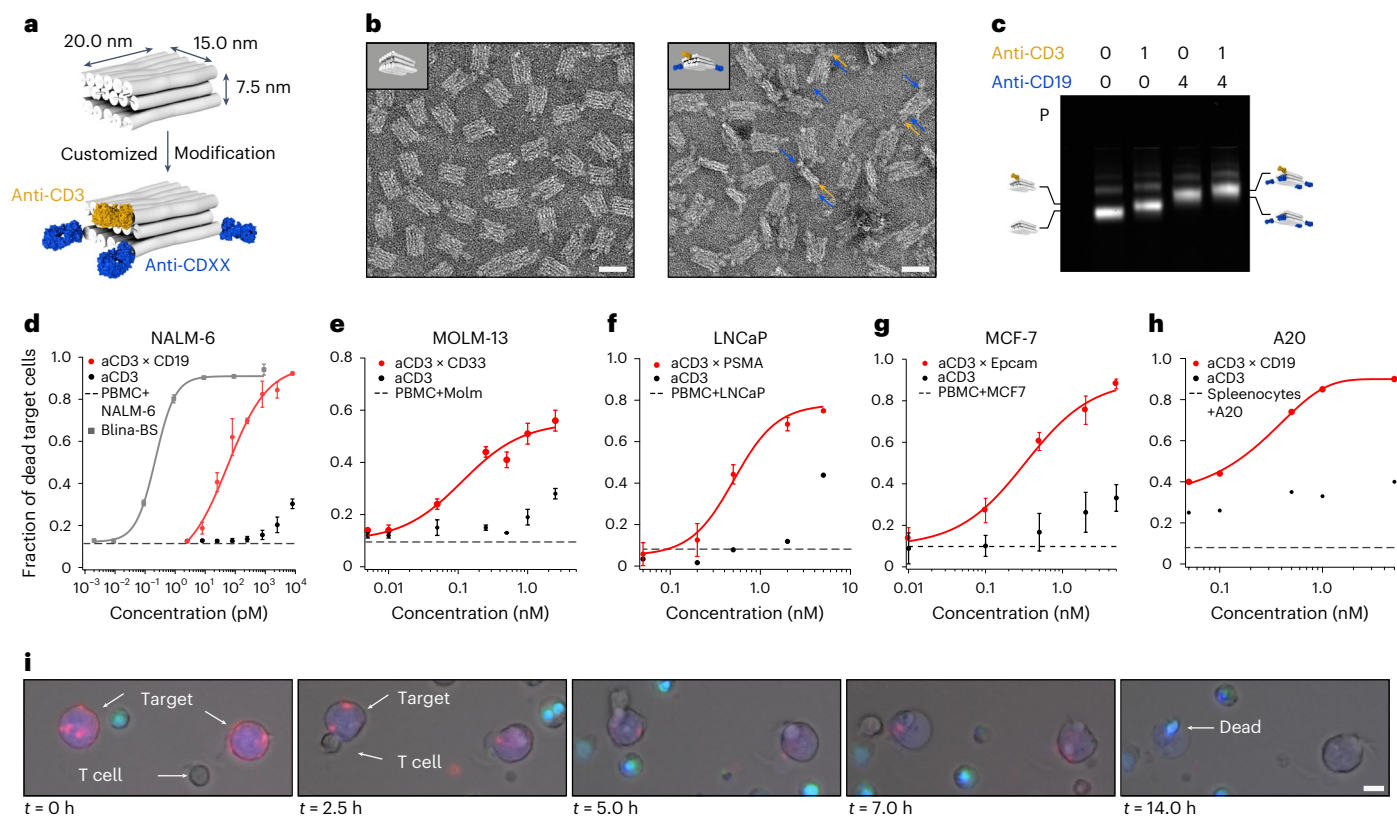 a
20.0 nm
15.0 nm
7.5 nm
Customized
Modification
Anti-CD3
Anti-CDXX
b
c
Anti-CD3 0 1 0 1
Anti-CD19 0 0 4 4
P
d
NALM-6
aCD3 × CD19
aCD3
PBMC+
NALM-6
Blina-BS
Fraction of dead target cells
1.0
0.8
0.6
0.4
0.2
0
10⁻³ 10⁻² 10⁻¹ 10⁰ 10¹ 10² 10³ 10⁴
Concentration (pM)
e
MOLM-13
aCD3 × CD33
aCD3
PBMC+Molm
0.8
0.6
0.4
0.2
0
0.01 0.1 1.0
Concentration (nM)
f
LNCaP
aCD3 × PSMA
aCD3
PBMC+LNCaP
1.0
0.8
0.6
0.4
0.2
0
0.1 1.0 10
Concentration (nM)
g
MCF-7
aCD3 × Epcam
aCD3
PBMC+MCF7
1.0
0.8
0.6
0.4
0.2
0
0.01 0.1 1.0
Concentration (nM)
h
A20
aCD3 × CD19
aCD3
Spleenocytes
+A20
1.0
0.8
0.6
0.4
0.2
0
0.1 1.0
Concentration (nM)
i
Target
T cell
t = 0 h
Target
T cell
t = 2.5 h
t = 5.0 h
t = 7.0 h
Dead
t = 14.0 h